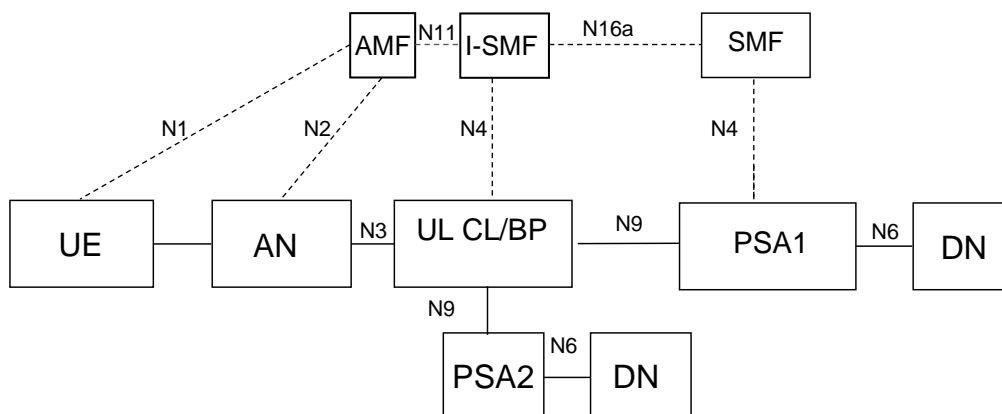 N11
N16a
AMF
I-SMF
SMF
N1
N2
N4
N4
UE
AN
N3
UL CL/BP
N9
PSA1
N6
DN
N9
PSA2
N6
DN